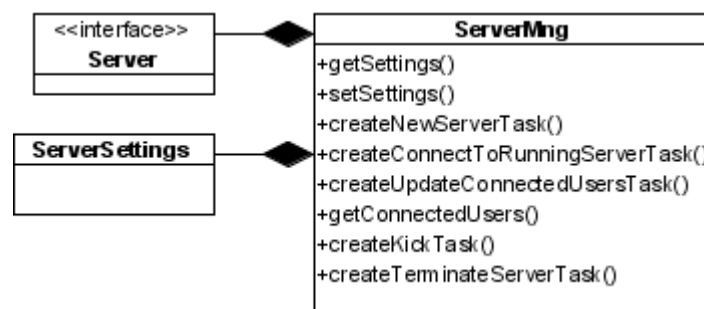 <<interface>>
Server
ServerSettings
ServerMng
+getSettings()
+setSettings()
+createNewServerTask()
+createConnectToRunningServerTask()
+createUpdateConnectedUsersTask()
+getConnectedUsers()
+createKickTask()
+createTerminateServerTask()